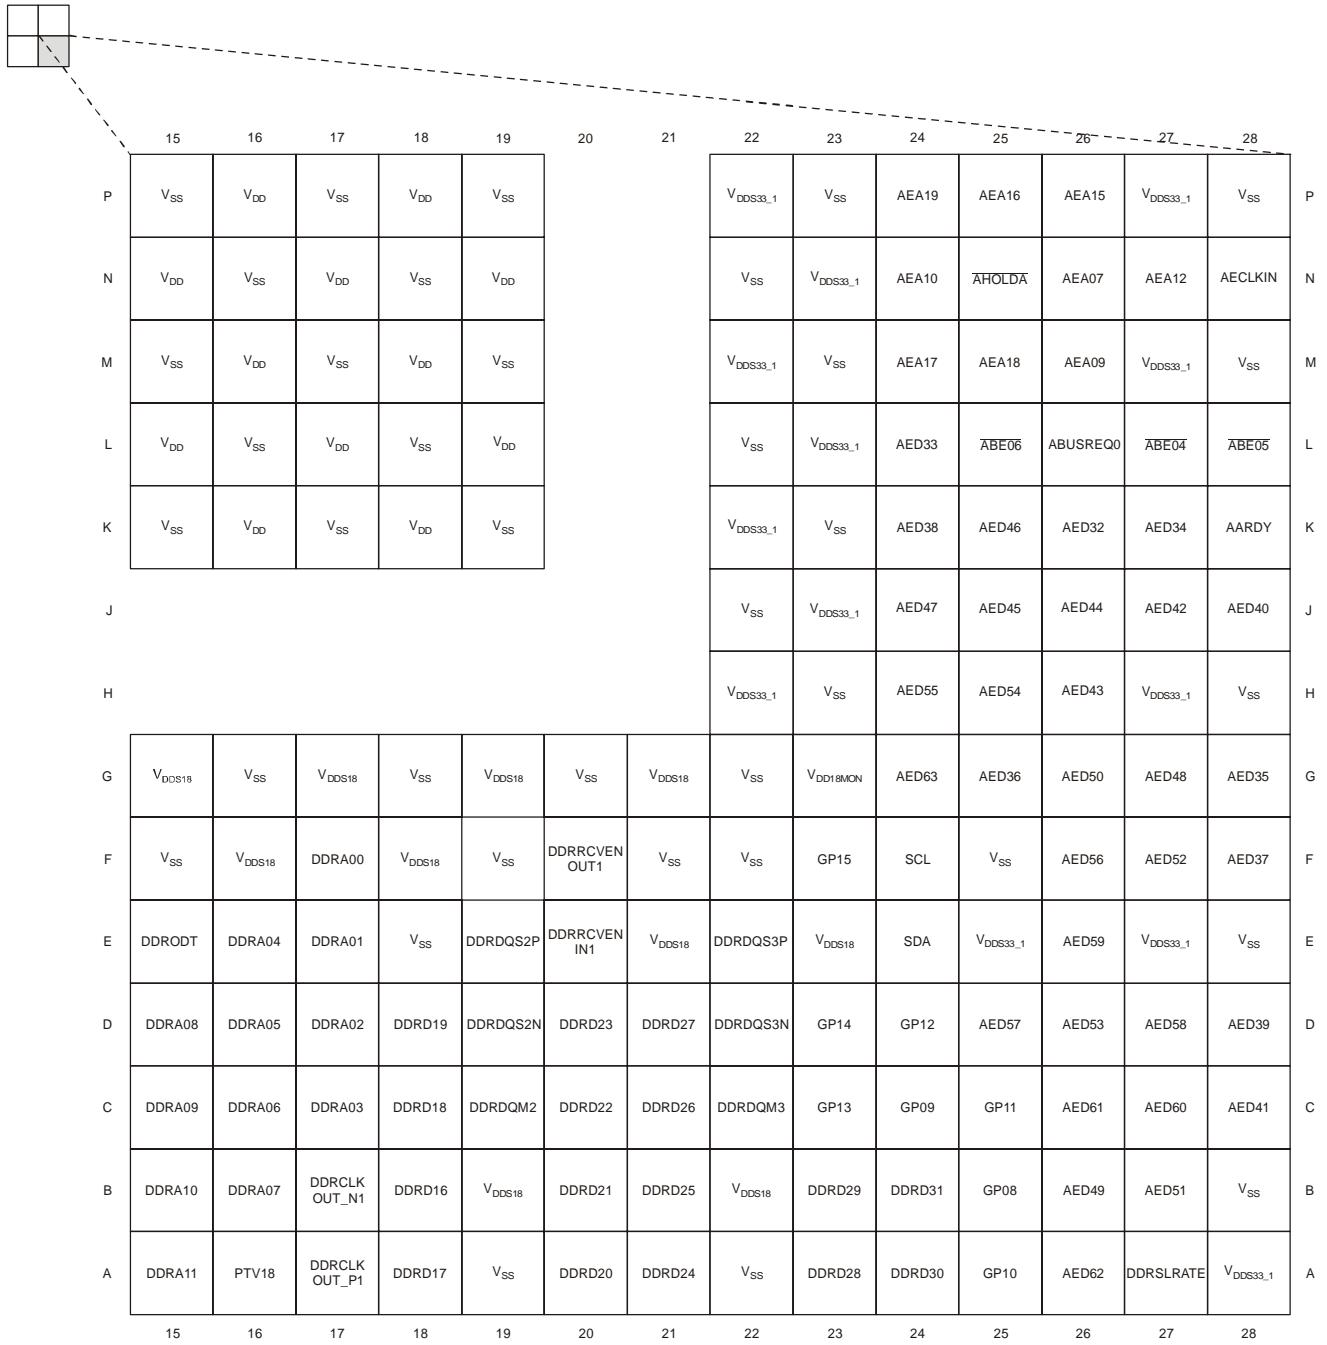 15 16 17 18 19 20 21 22 23 24 25 26 27 28
P VSS VDD VSS VDD VSS VDDS33_1 VSS AEA19 AEA16 AEA15 VDDS33_1 VSS P
N VDD VSS VDD VSS VDD VSS VDDS33_1 AEA10 AHOLDA AEA07 AEA12 AECLKIN N
M VSS VDD VSS VDD VSS VDDS33_1 VSS AEA17 AEA18 AEA09 VDDS33_1 VSS M
L VDD VSS VDD VSS VDD VSS VDDS33_1 AED33 ABE06 ABUSREQ0 ABE04 ABE05 L
K VSS VDD VSS VDD VSS VDDS33_1 VSS AED38 AED46 AED32 AED34 AARDY K
J VSS VDDS33_1 AED47 AED45 AED44 AED42 AED40 J
H VDDS33_1 VSS AED55 AED54 AED43 VDDS33_1 VSS H
G VDDS18 VSS VDDS18 VSS VDDS18 VSS VDDS18 VSS VDD18MON AED63 AED36 AED50 AED48 AED35 G
F VSS VDDS18 DDRA00 VDDS18 VSS DDRRCVEN OUT1 VSS VSS GP15 SCL VSS AED56 AED52 AED37 F
E DDRODT DDRA04 DDRA01 VSS DDRDQS2P DDRRCVEN IN1 VDDS18 DDRDQS3P VDDS18 SDA VDDS33_1 AED59 VDDS33_1 VSS E
D DDRA08 DDRA05 DDRA02 DDRD19 DDRDQS2N DDRD23 DDRD27 DDRDQS3N GP14 GP12 AED57 AED53 AED58 AED39 D
C DDRA09 DDRA06 DDRA03 DDRD18 DDRDQM2 DDRD22 DDRD26 DDRDQM3 GP13 GP09 GP11 AED61 AED60 AED41 C
B DDRA10 DDRA07 DDRCLK OUT_N1 DDRD16 VDDS18 DDRD21 DDRD25 VDDS18 DDRD29 DDRD31 GP08 AED49 AED51 VSS B
A DDRA11 PTV18 DDRCLK OUT_P1 DDRD17 VSS DDRD20 DDRD24 VSS DDRD28 DDRD30 GP10 AED62 DDRSLRATE VDDS33_1 A
15 16 17 18 19 20 21 22 23 24 25 26 27 28